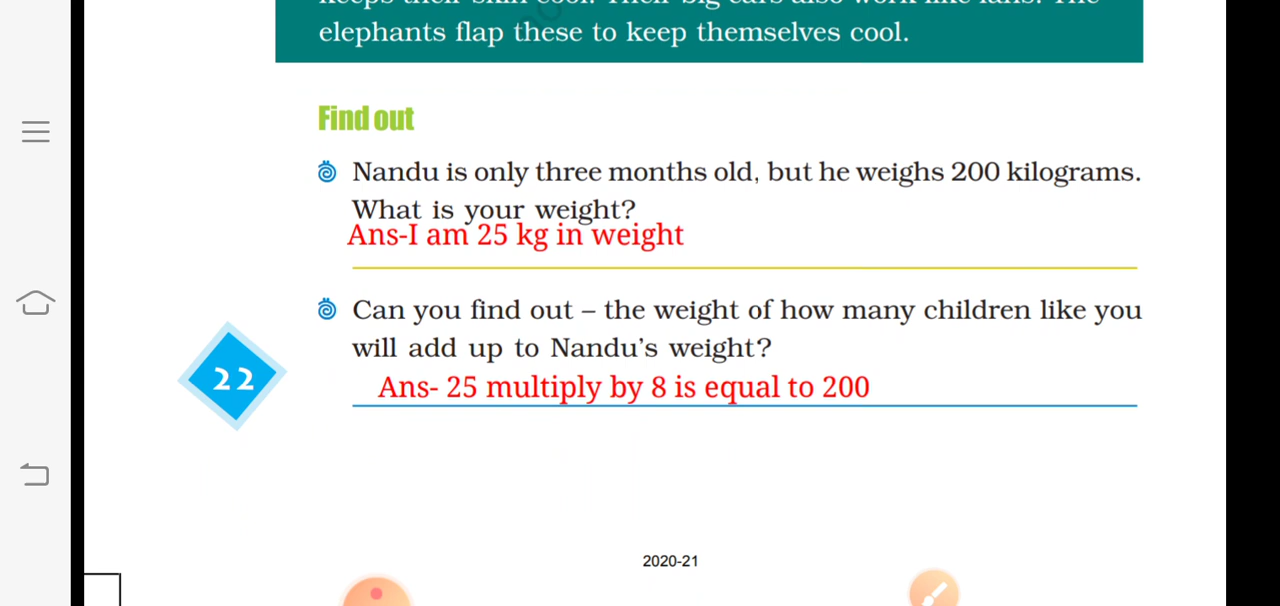 elephants flap these to keep themselves cool.
Find out
Nandu is only three months old, but he weighs 200 kilograms.
What is your weight?
Ans-I am 25 kg in weight
Can you find out – the weight of how many children like you
will add up to Nandu's weight?
22
Ans- 25 multiply by 8 is equal to 200
2020-21